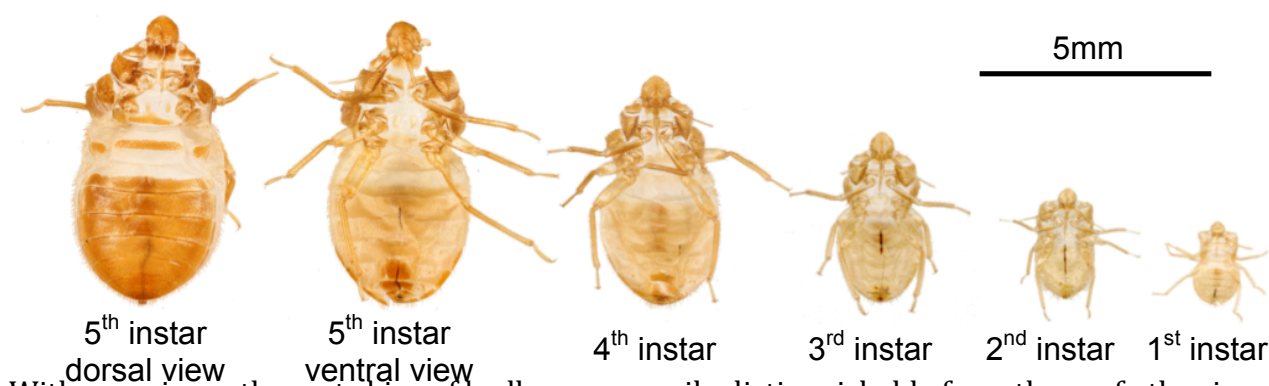 5mm
5th instar
dorsal view
5th instar
ventral view
4th instar
3rd instar
2nd instar
1st instar